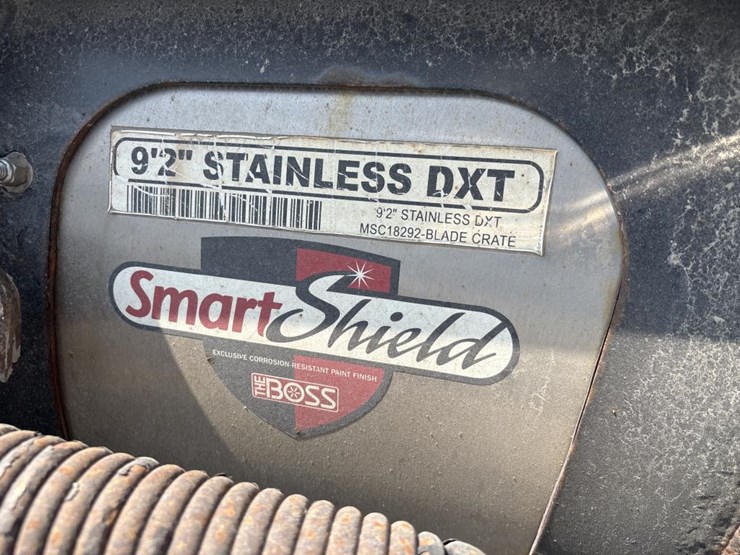 9'2" STAINLESS DXT
9'2" STAINLESS DXT
MSC18292-BLADE CRATE
SmartShield
EXCLUSIVE CORROSION-RESISTANT PAINT FINISH
THE BOSS